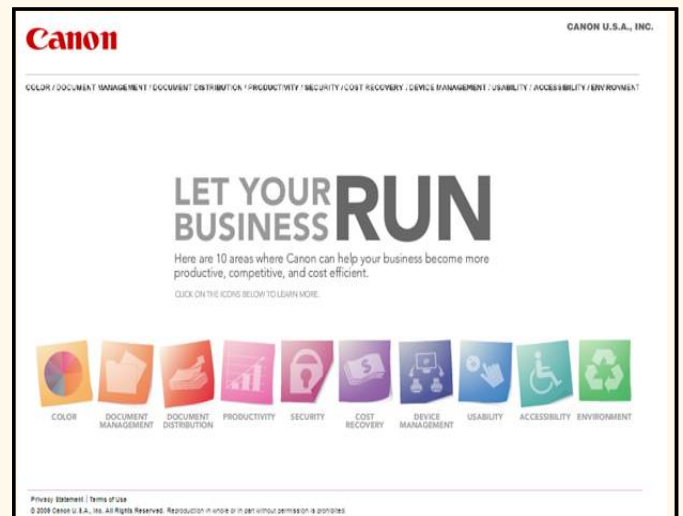 Canon
CANON U.S.A., INC.
COLOR / DOCUMENT MANAGEMENT / DOCUMENT DISTRIBUTION / PRODUCTIVITY / SECURITY / COST RECOVERY / DEVICE MANAGEMENT / USABILITY / ACCESSIBILITY / ENVIRONMENT
LET YOUR BUSINESS RUN
Here are 10 areas where Canon can help your business become more
productive, competitive, and cost efficient.
CLICK ON THE ICONS BELOW TO LEARN MORE.
COLOR
DOCUMENT
MANAGEMENT
DOCUMENT
DISTRIBUTION
PRODUCTIVITY
SECURITY
COST
RECOVERY
DEVICE
MANAGEMENT
USABILITY
ACCESSIBILITY
ENVIRONMENT
Privacy Statement | Terms of Use
© 2008 Canon U.S.A., Inc. All Rights Reserved. Reproduction in whole or in part without permission is prohibited.